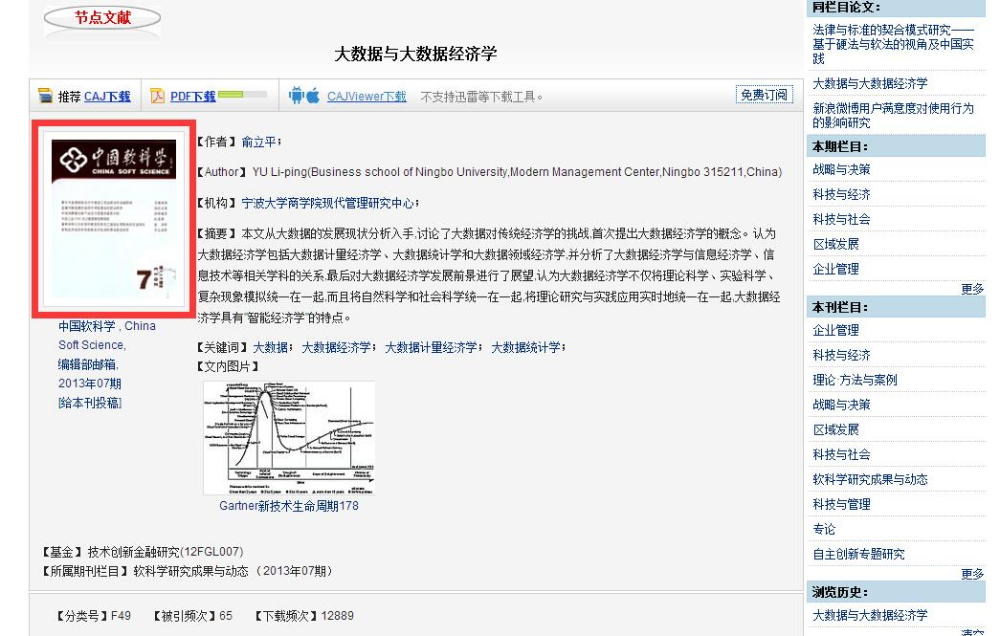 节点文献
大数据与大数据经济学
推荐 CAJ下载
PDF下载
CAJViewer下载 不支持迅雷等下载工具。
免费订阅
中国软科学
CHINA SOFT SCIENCE
7
中国软科学 , China
Soft Science,
编辑部邮箱,
2013年07期
[给本刊投稿]
【作者】 俞立平；
【Author】 YU Li-ping(Business school of Ningbo University,Modern Management Center,Ningbo 315211,China)
【机构】 宁波大学商学院现代管理研究中心；
【摘要】 本文从大数据的发展现状分析入手,讨论了大数据对传统经济学的挑战,首次提出大数据经济学的概念。认为
大数据经济学包括大数据计量经济学、大数据统计学和大数据领域经济学,并分析了大数据经济学与信息经济学、信
息技术等相关学科的关系,最后对大数据经济学发展前景进行了展望,认为大数据经济学不仅将理论科学、实验科学、
复杂现象模拟统一在一起,而且将自然科学和社会科学统一在一起,将理论研究与实践应用实时地统一在一起,大数据经
济学具有"智能经济学"的特点。
【关键词】 大数据； 大数据经济学； 大数据计量经济学； 大数据统计学；
【文内图片】
Gartner新技术生命周期178
【基金】 技术创新金融研究(12FGL007)
【所属期刊栏目】 软科学研究成果与动态 （2013年07期）
【分类号】F49 【被引频次】65 【下载频次】12889
同栏目论文：
法律与标准的契合模式研究——
基于硬法与软法的视角及中国实
践
大数据与大数据经济学
新浪微博用户满意度对使用行为
的影响研究
本期栏目：
战略与决策
科技与经济
科技与社会
区域发展
企业管理
更多
本刊栏目：
企业管理
科技与经济
理论·方法与案例
战略与决策
区域发展
科技与社会
软科学研究成果与动态
科技与管理
专论
自主创新专题研究
更多
浏览历史：
大数据与大数据经济学
清空